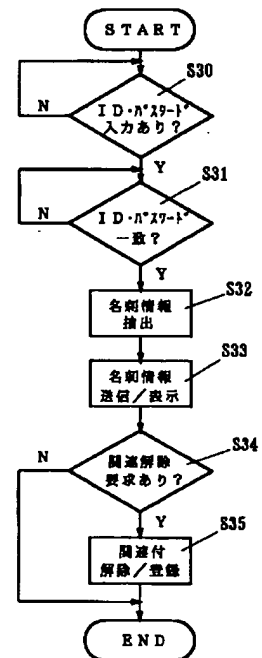 START
S30
ID・ﾊﾟｽﾜｰﾄﾞ
入力あり?
N
Y
S31
ID・ﾊﾟｽﾜｰﾄﾞ
一致?
N
Y
S32
名刺情報
抽出
S33
名刺情報
送信/表示
S34
関連解除
要求あり?
N
Y
S35
関連付
解除/登録
END